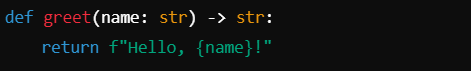 def greet(name: str) -> str:
    return f"Hello, {name}!"